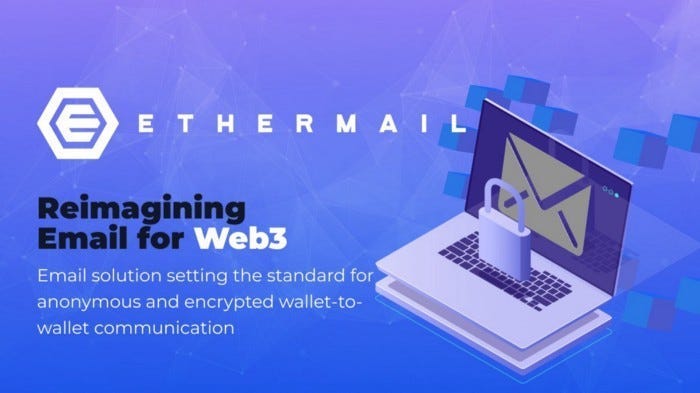 ETHERMAIL
Reimagining
Email for Web3
Email solution setting the standard for
anonymous and encrypted wallet-to-
wallet communication